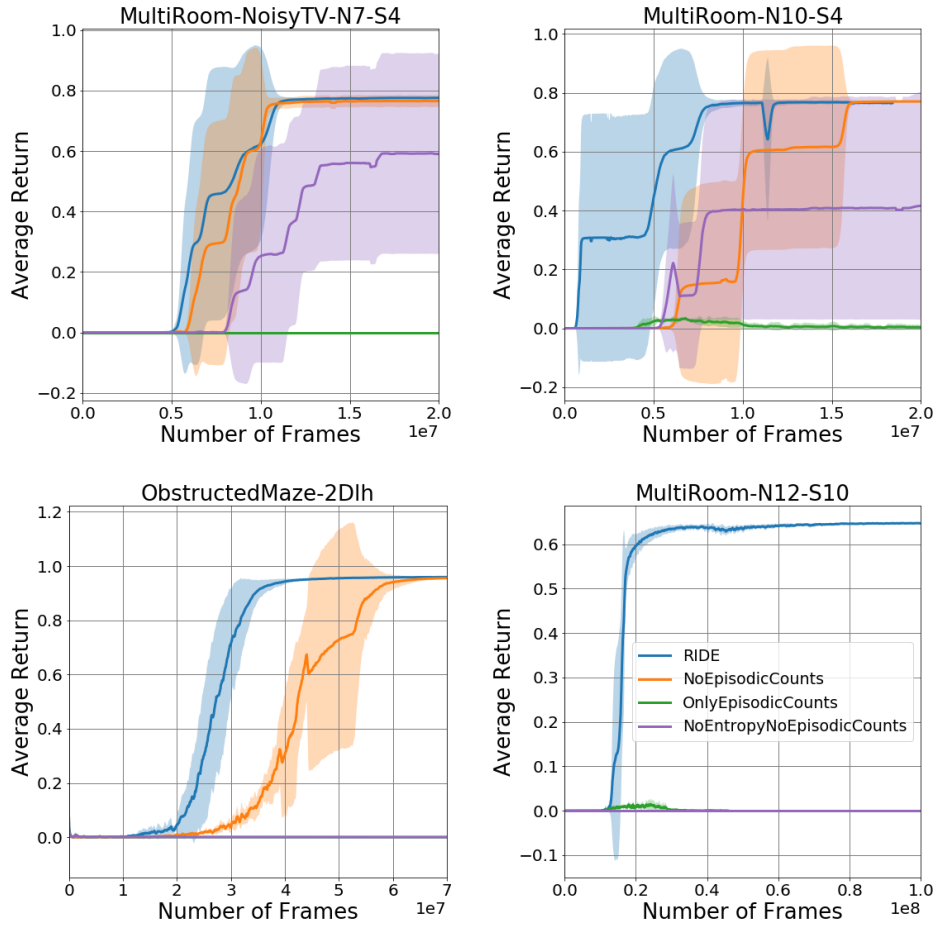 MultiRoom-NoisyTV-N7-S4
1.0
0.8
0.6
0.4
0.2
0.0
−0.2
Average Return
0.0
0.5
1.0
1.5
2.0
1e7
Number of Frames
MultiRoom-N10-S4
1.0
0.8
0.6
0.4
0.2
0.0
−0.2
Average Return
0.0
0.5
1.0
1.5
2.0
1e7
Number of Frames
ObstructedMaze-2Dlh
1.2
1.0
0.8
0.6
0.4
0.2
0.0
Average Return
0
1
2
3
4
5
6
7
1e7
Number of Frames
MultiRoom-N12-S10
0.6
0.5
0.4
0.3
0.2
0.1
0.0
−0.1
Average Return
RIDE
NoEpisodicCounts
OnlyEpisodicCounts
NoEntropyNoEpisodicCounts
0.0
0.2
0.4
0.6
0.8
1.0
1e8
Number of Frames